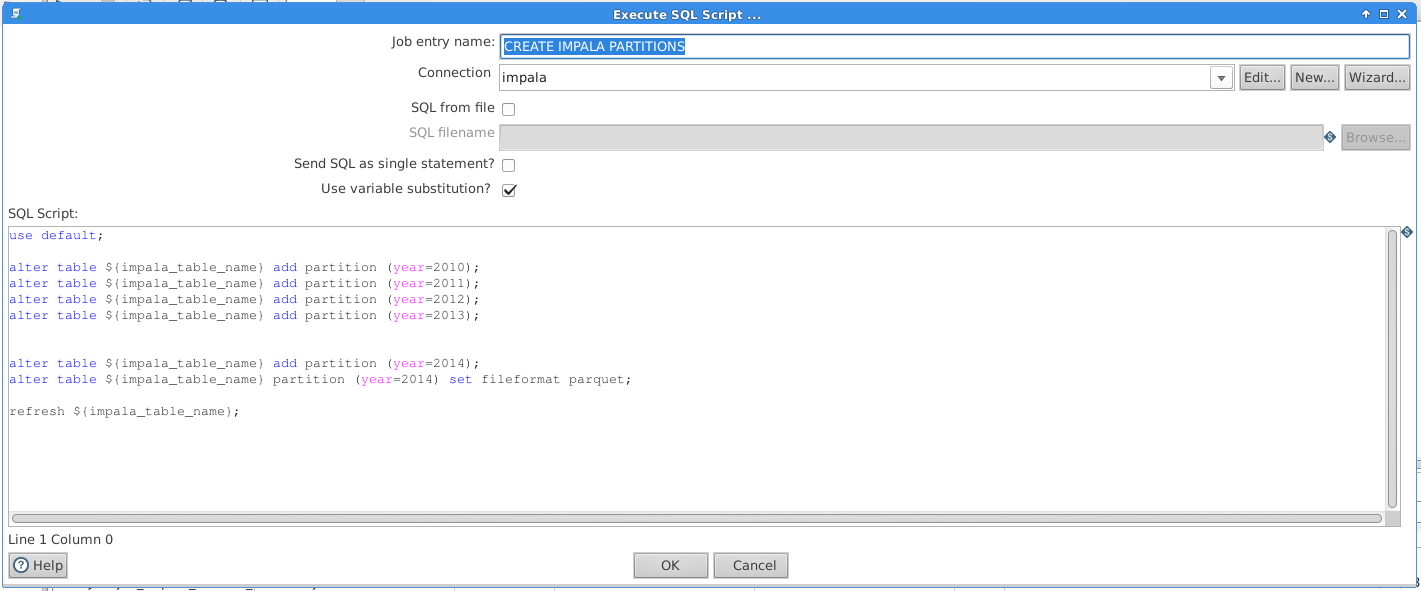 Execute SQL Script ...
Job entry name: CREATE IMPALA PARTITIONS
Connection impala Edit... New... Wizard...
SQL from file
SQL filename Browse...
Send SQL as single statement?
Use variable substitution?
SQL Script:
use default;
alter table ${impala_table_name} add partition (year=2010);
alter table ${impala_table_name} add partition (year=2011);
alter table ${impala_table_name} add partition (year=2012);
alter table ${impala_table_name} add partition (year=2013);
alter table ${impala_table_name} add partition (year=2014);
alter table ${impala_table_name} partition (year=2014) set fileformat parquet;
refresh ${impala_table_name};
Line 1 Column 0
Help OK Cancel